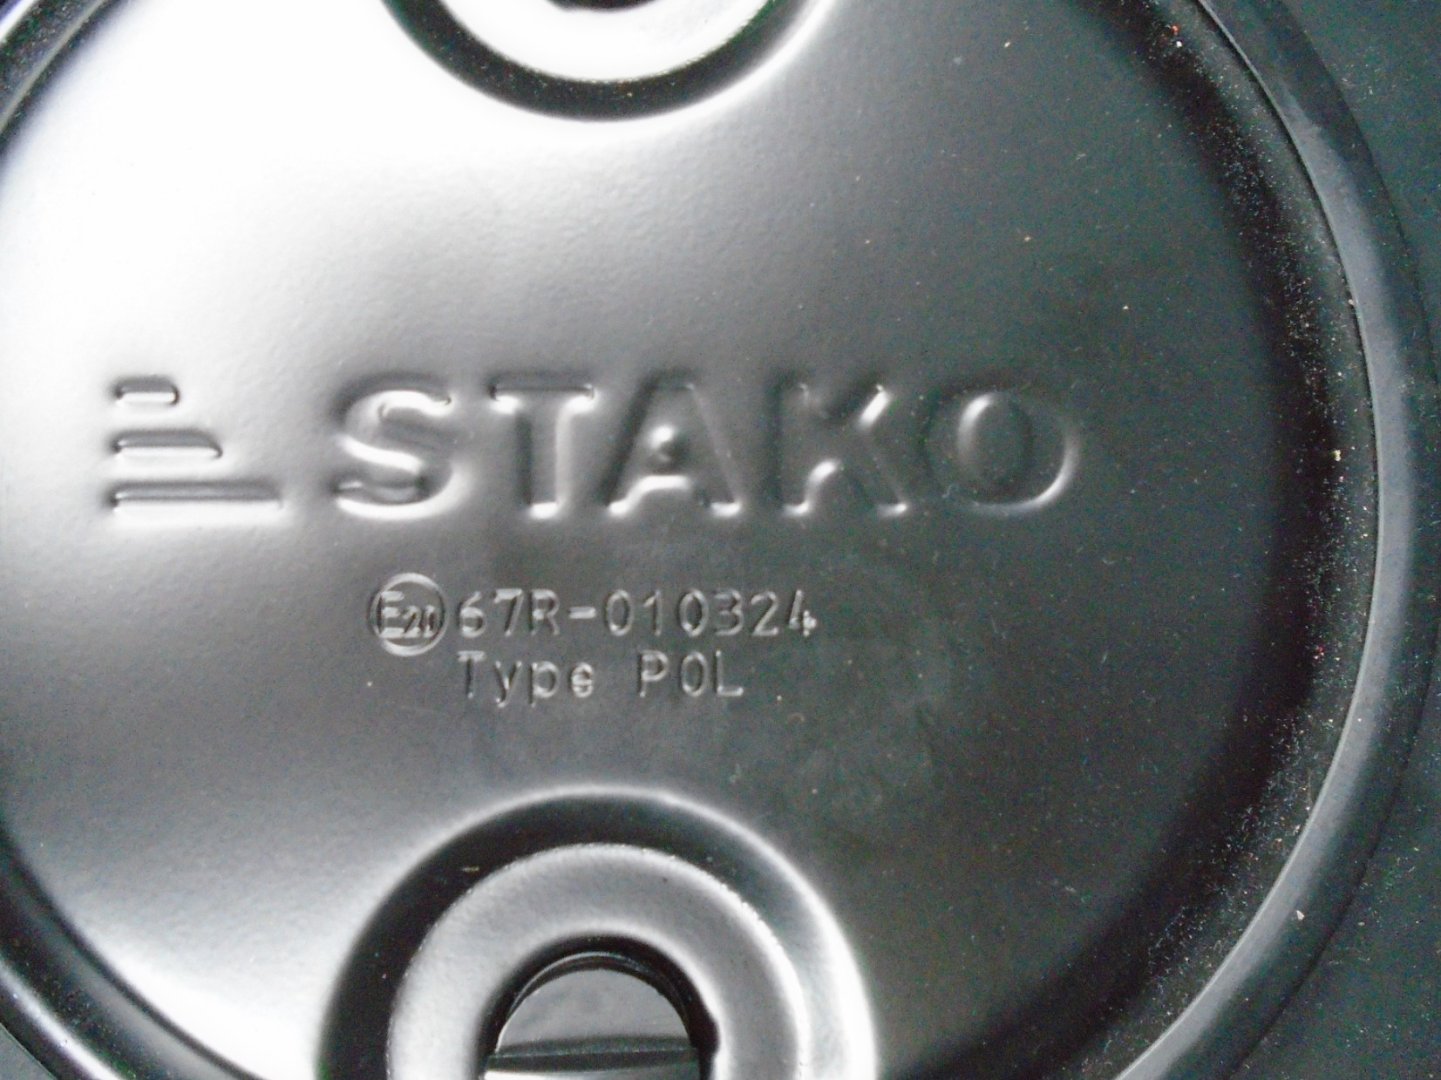 STAKO
E20 67R-010324
Type POL